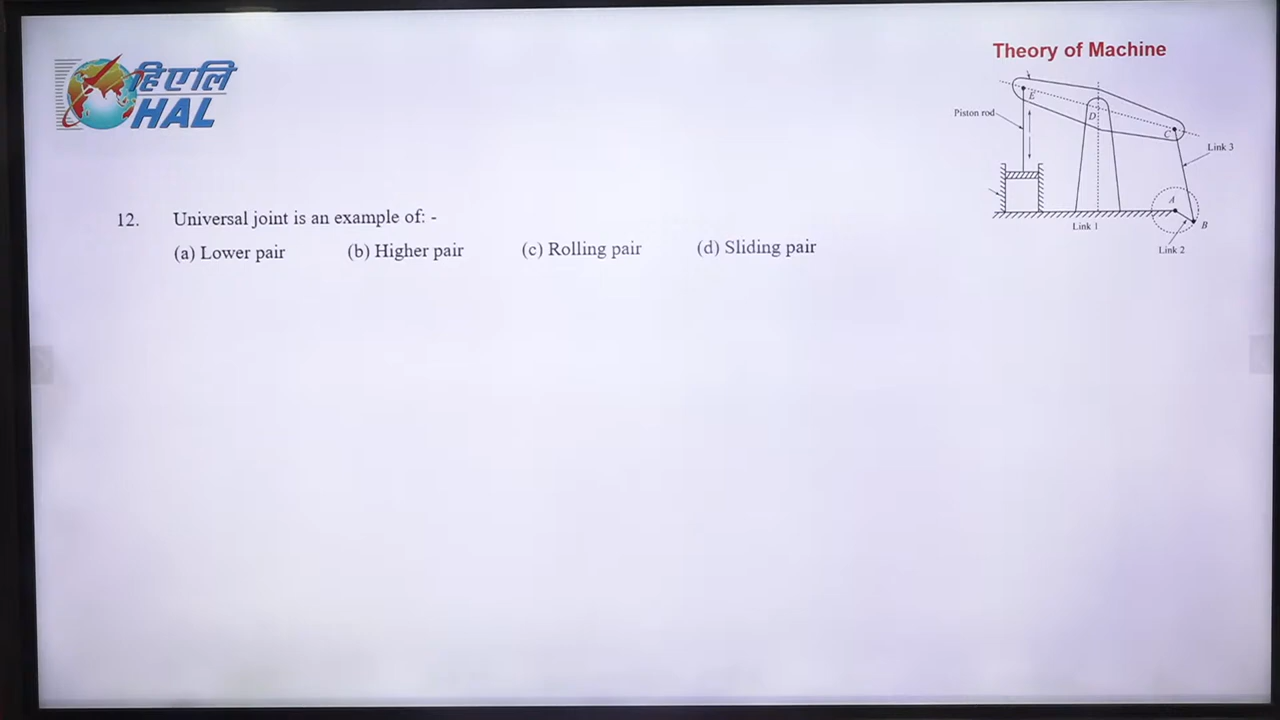 हिएलि
HAL
Theory of Machine
E
D
C
Piston rod
Link 3
A
B
Link 1
Link 2
12. Universal joint is an example of: -
(a) Lower pair (b) Higher pair (c) Rolling pair (d) Sliding pair